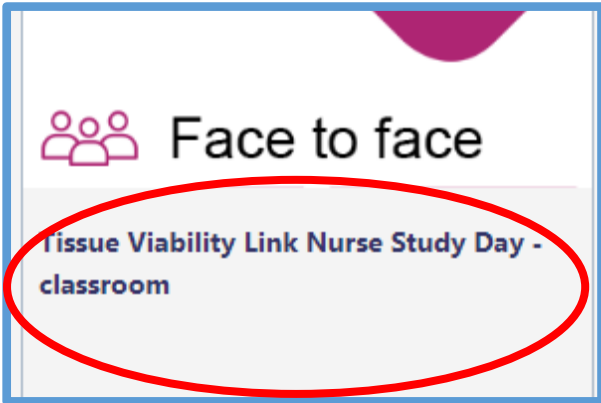 Face to face
Tissue Viability Link Nurse Study Day -
classroom